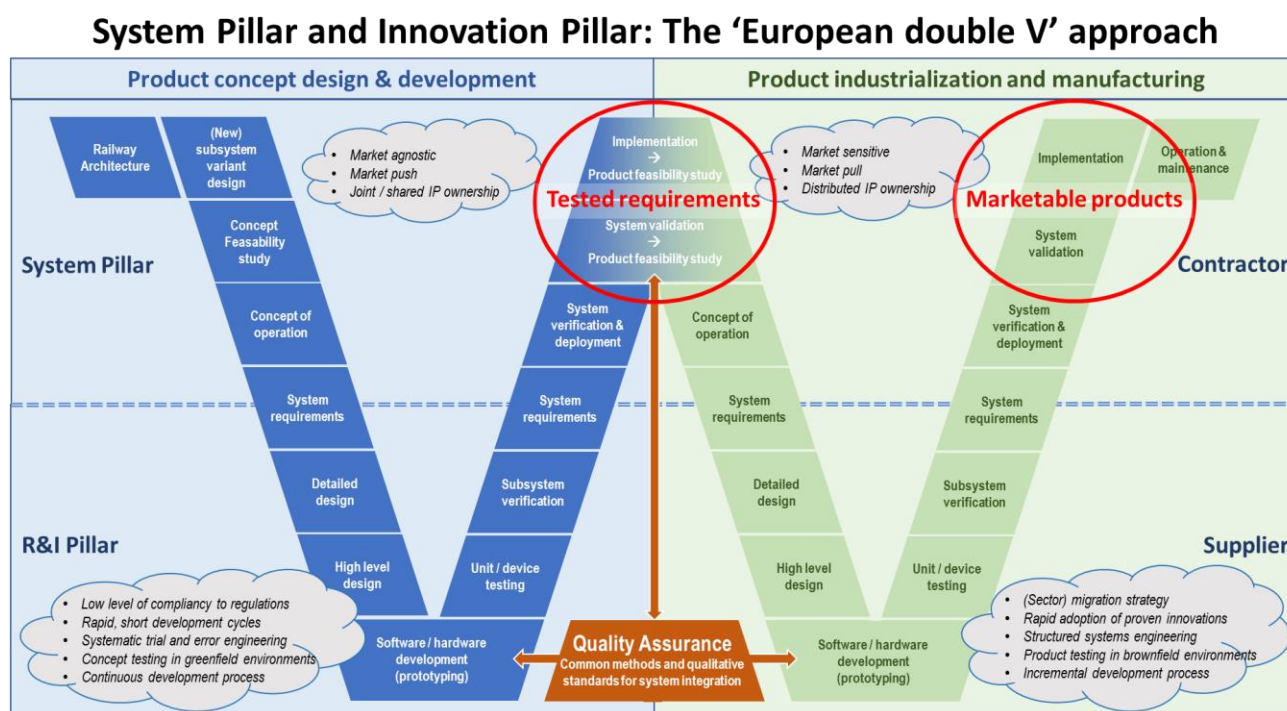 System Pillar and Innovation Pillar: The ‘European double V’ approach
Product concept design & development
Product industrialization and manufacturing
Railway
Architecture
(New)
subsystem
variant
design
• Market agnostic
• Market push
• Joint / shared IP ownership
Implementation
→
Product feasibility study
Tested requirements
System validation
→
Product feasibility study
• Market sensitive
• Market pull
• Distributed IP ownership
Implementation
Operation &
maintenance
Marketable products
System
validation
System Pillar
Contractor
Concept
Feasability
study
Concept of
operation
System
requirements
Detailed
design
High level
design
Software / hardware
development
(prototyping)
Unit / device
testing
Subsystem
verification
System
requirements
System
verification &
deployment
Concept of
operation
System
requirements
Detailed
design
High level
design
Software / hardware
development
(prototyping)
Unit / device
testing
Subsystem
verification
System
requirements
System
verification &
deployment
R&I Pillar
Supplier
• Low level of compliancy to regulations
• Rapid, short development cycles
• Systematic trial and error engineering
• Concept testing in greenfield environments
• Continuous development process
Quality Assurance
Common methods and qualitative
standards for system integration
• (Sector) migration strategy
• Rapid adoption of proven innovations
• Structured systems engineering
• Product testing in brownfield environments
• Incremental development process